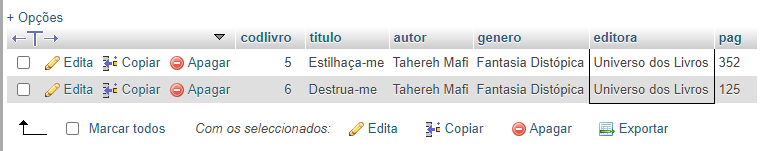 + Opções
codlivro titulo autor genero editora pag
Edita Copiar Apagar 5 Estilhaça-me Tahereh Mafi Fantasia Distópica Universo dos Livros 352
Edita Copiar Apagar 6 Destrua-me Tahereh Mafi Fantasia Distópica Universo dos Livros 125
Marcar todos Com os seleccionados: Edita Copiar Apagar Exportar